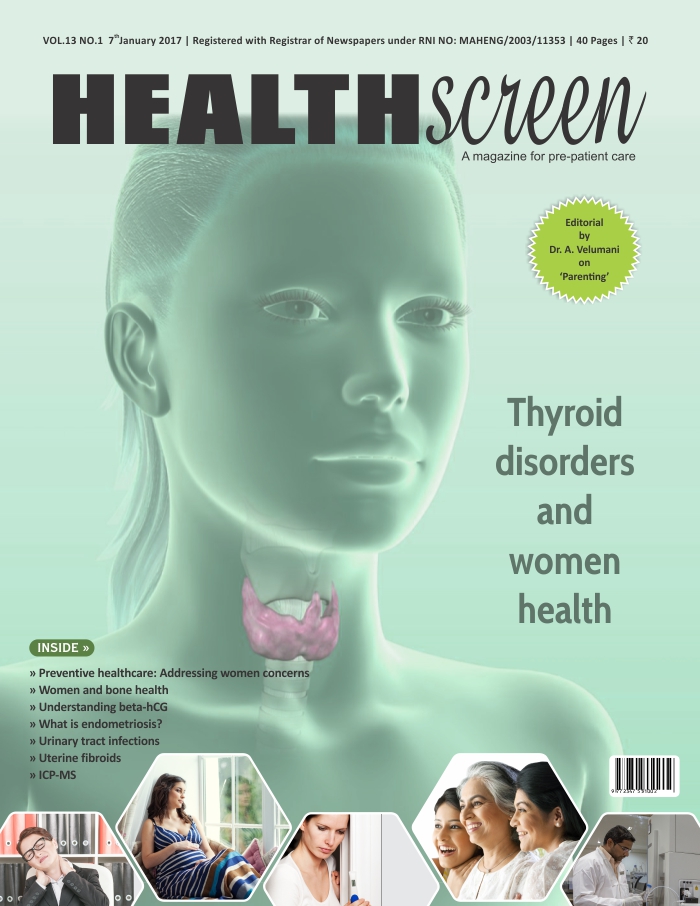 VOL.13 NO.1 7th January 2017 | Registered with Registrar of Newspapers under RNI NO: MAHENG/2003/11353 | 40 Pages | ₹ 20
HEALTHscreen
A magazine for pre-patient care
Editorial
by
Dr. A. Velumani
on
‘Parenting’
Thyroid
disorders
and
women
health
INSIDE »
» Preventive healthcare: Addressing women concerns
» Women and bone health
» Understanding beta-hCG
» What is endometriosis?
» Urinary tract infections
» Uterine fibroids
» ICP-MS